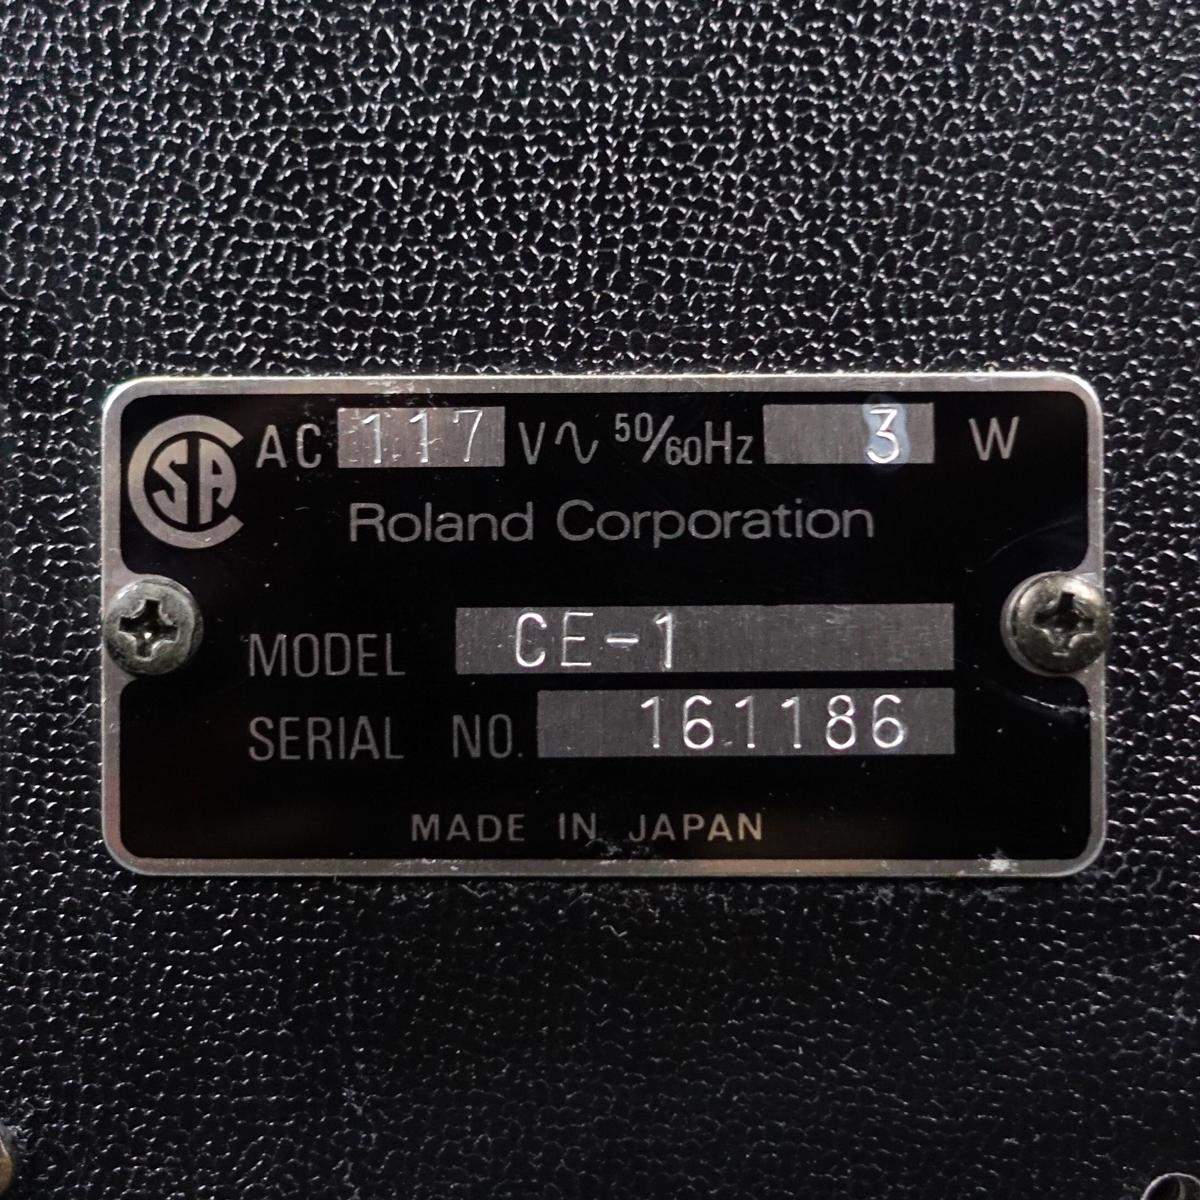 CSA AC 117 V∿ 50/60Hz 3 W
Roland Corporation
MODEL CE-1
SERIAL NO. 161186
MADE IN JAPAN